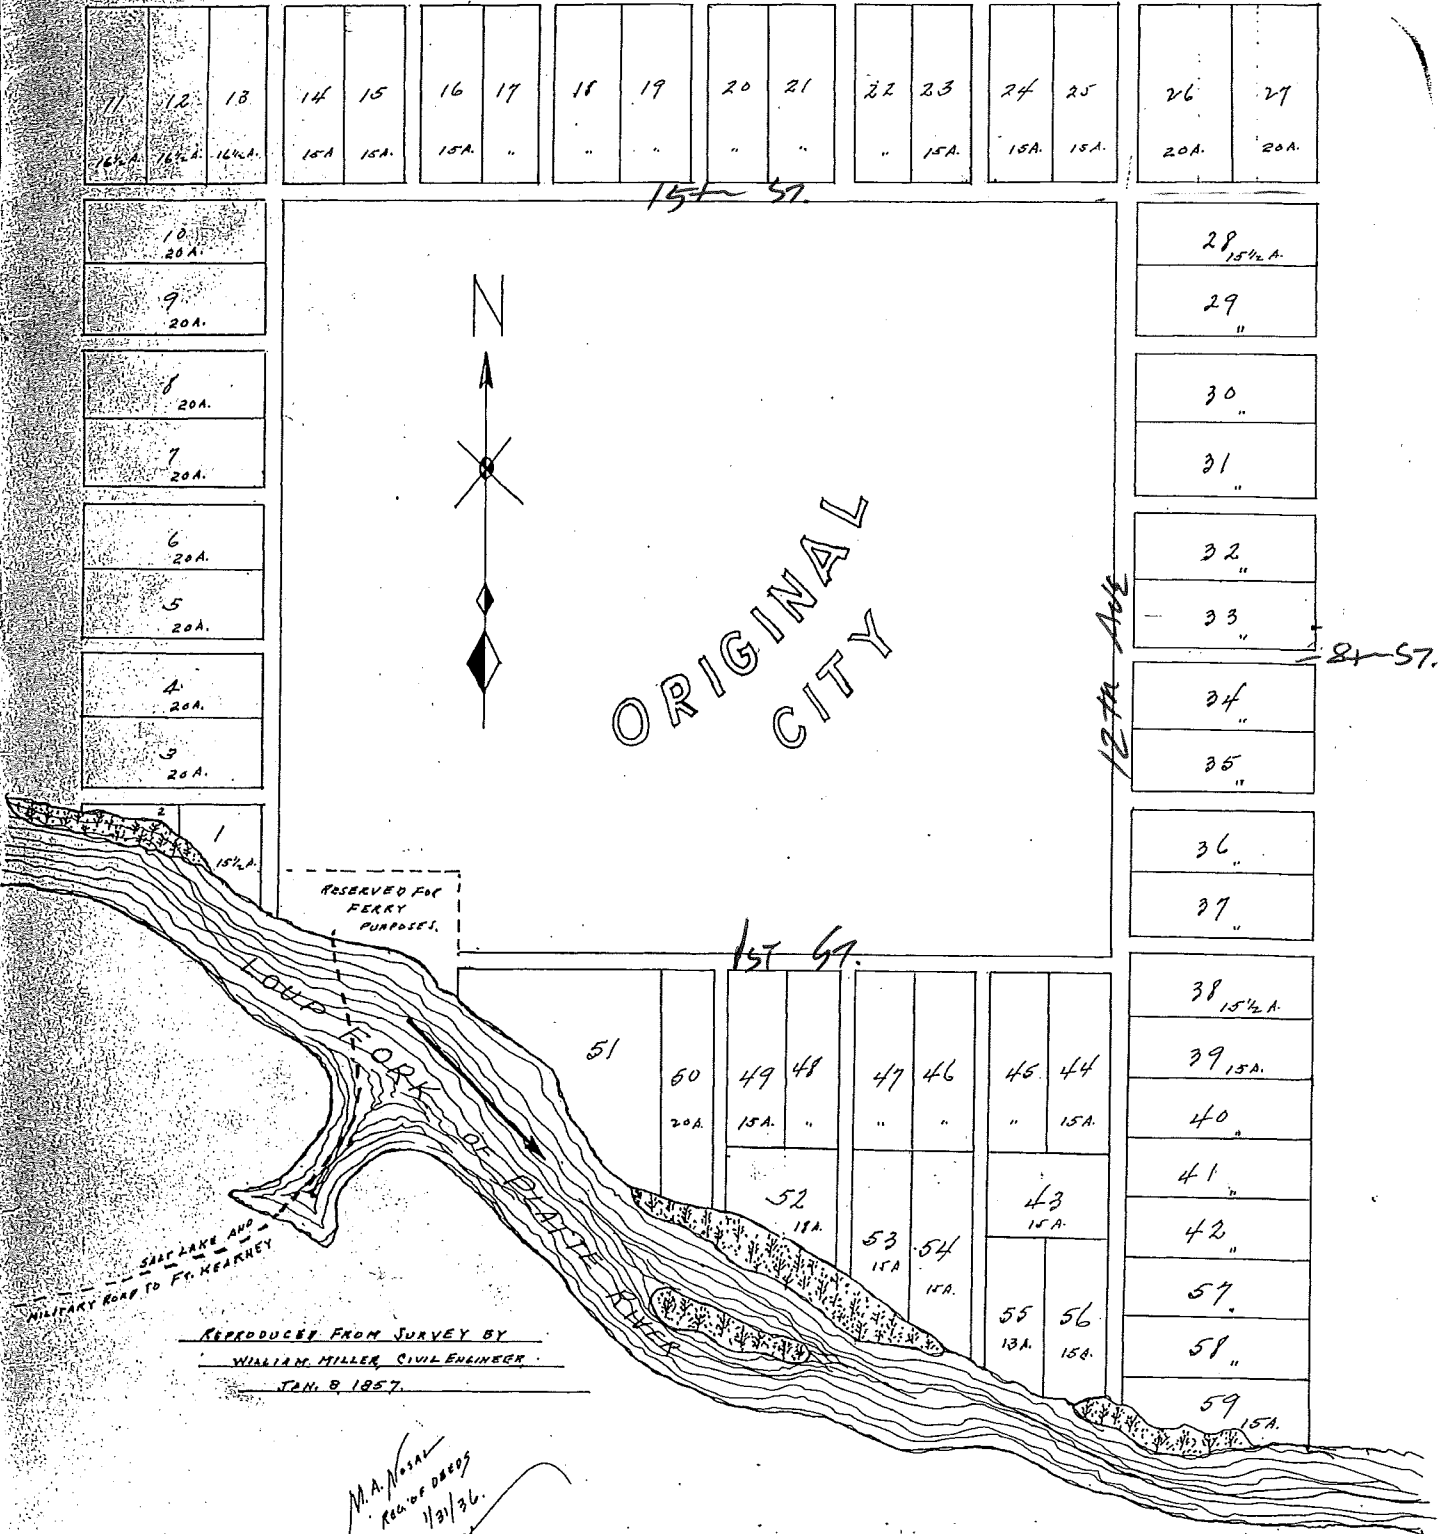 11 12 13 14 15 16 17 18 19 20 21 22 23 24 25 26 27
16½A. 16½A. 16½A. 15A 15A. 15A. " " " " " " 15A. 15A. 15A. 20A. 20A.
15th ST.
10
20A.
9
20A.
8
20A.
7
20A.
6
20A.
5
20A.
4
20A.
3
20A.
2
1
15½A.
N
ORIGINAL
CITY
12th Ave
28 15½ A.
29 "
30 "
31 "
32 "
33 "
8th ST.
34 "
35 "
36 "
37 "
38 15½ A.
39 15A.
40 "
41 "
42 "
57 "
58 "
59 15A.
RESERVED FOR
FERRY
PURPOSES.
1ST ST.
51 50 49 48 47 46 45 44
20A. 15A. " " " " 15A.
52
18A.
53
15A
54
15A.
43
15A.
55
13A.
56
15A.
LOUP FORK OF PLATTE RIVER
SALT LAKE AND
MILITARY ROAD TO FT. KEARNEY
REPRODUCED FROM SURVEY BY
WILLIAM MILLER, CIVIL ENGINEER.
JAN. 8, 1857.
M.A. Nosal
REG. OF DEEDS
1/31/36.